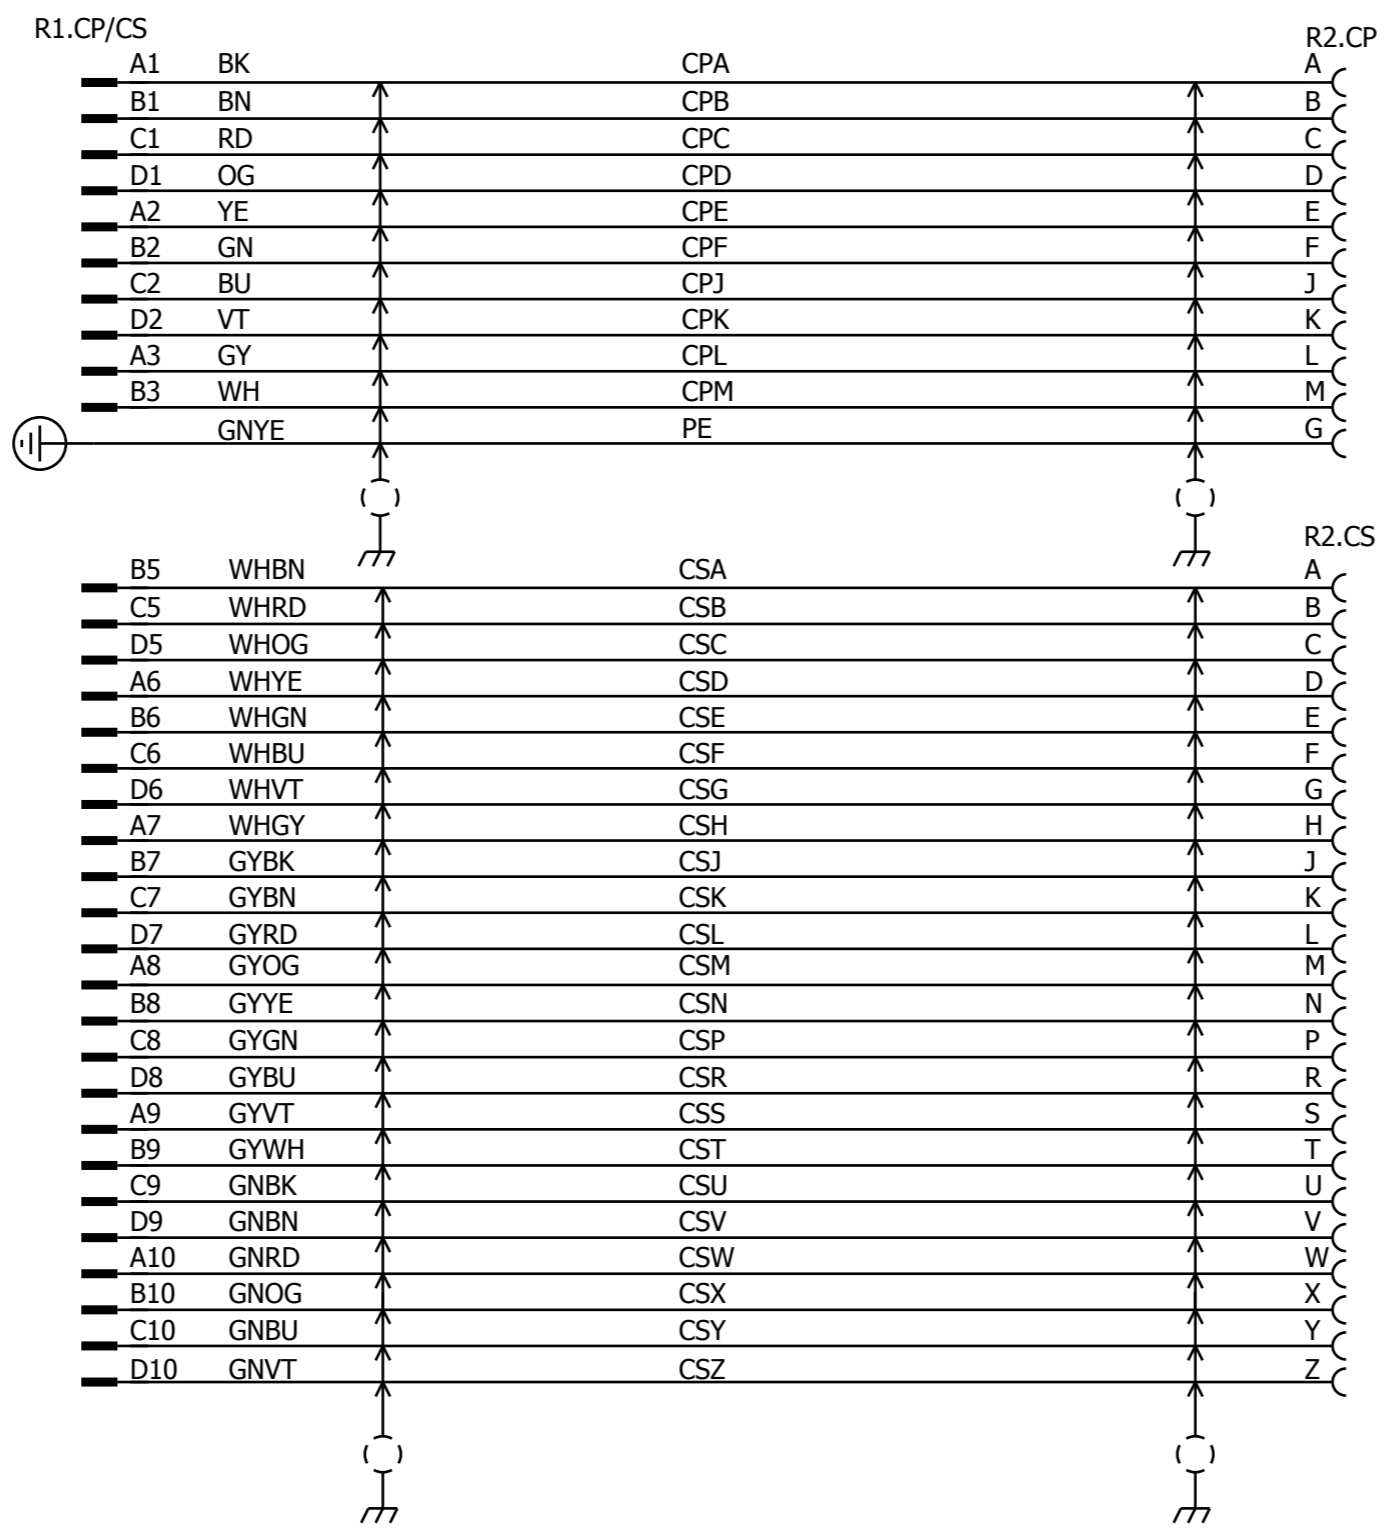 R1.CP/CS
R2.CP
A1 BK CPA A
B1 BN CPB B
C1 RD CPC C
D1 OG CPD D
A2 YE CPE E
B2 GN CPF F
C2 BU CPJ J
D2 VT CPK K
A3 GY CPL L
B3 WH CPM M
GNYE PE G
R2.CS
B5 WHBN CSA A
C5 WHRD CSB B
D5 WHOG CSC C
A6 WHYE CSD D
B6 WHGN CSE E
C6 WHBU CSF F
D6 WHVT CSG G
A7 WHGY CSH H
B7 GYBK CSJ J
C7 GYBN CSK K
D7 GYRD CSL L
A8 GYOG CSM M
B8 GYYE CSN N
C8 GYGN CSP P
D8 GYBU CSR R
A9 GYVT CSS S
B9 GYWH CST T
C9 GNBK CSU U
D9 GNBN CSV V
A10 GNRD CSW W
B10 GNOG CSX X
C10 GNBU CSY Y
D10 GNVT CSZ Z